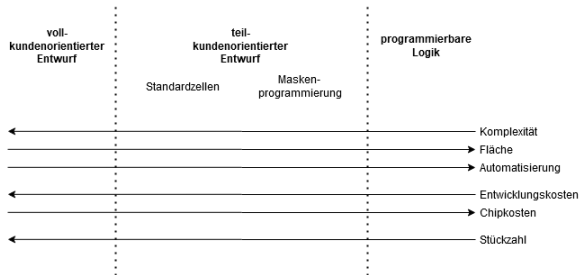 voll-
kundenorientierter
Entwurf
teil-
kundenorientierter
Entwurf
programmierbare
Logik
Standardzellen
Masken-
programmierung
Komplexität
Fläche
Automatisierung
Entwicklungskosten
Chipkosten
Stückzahl